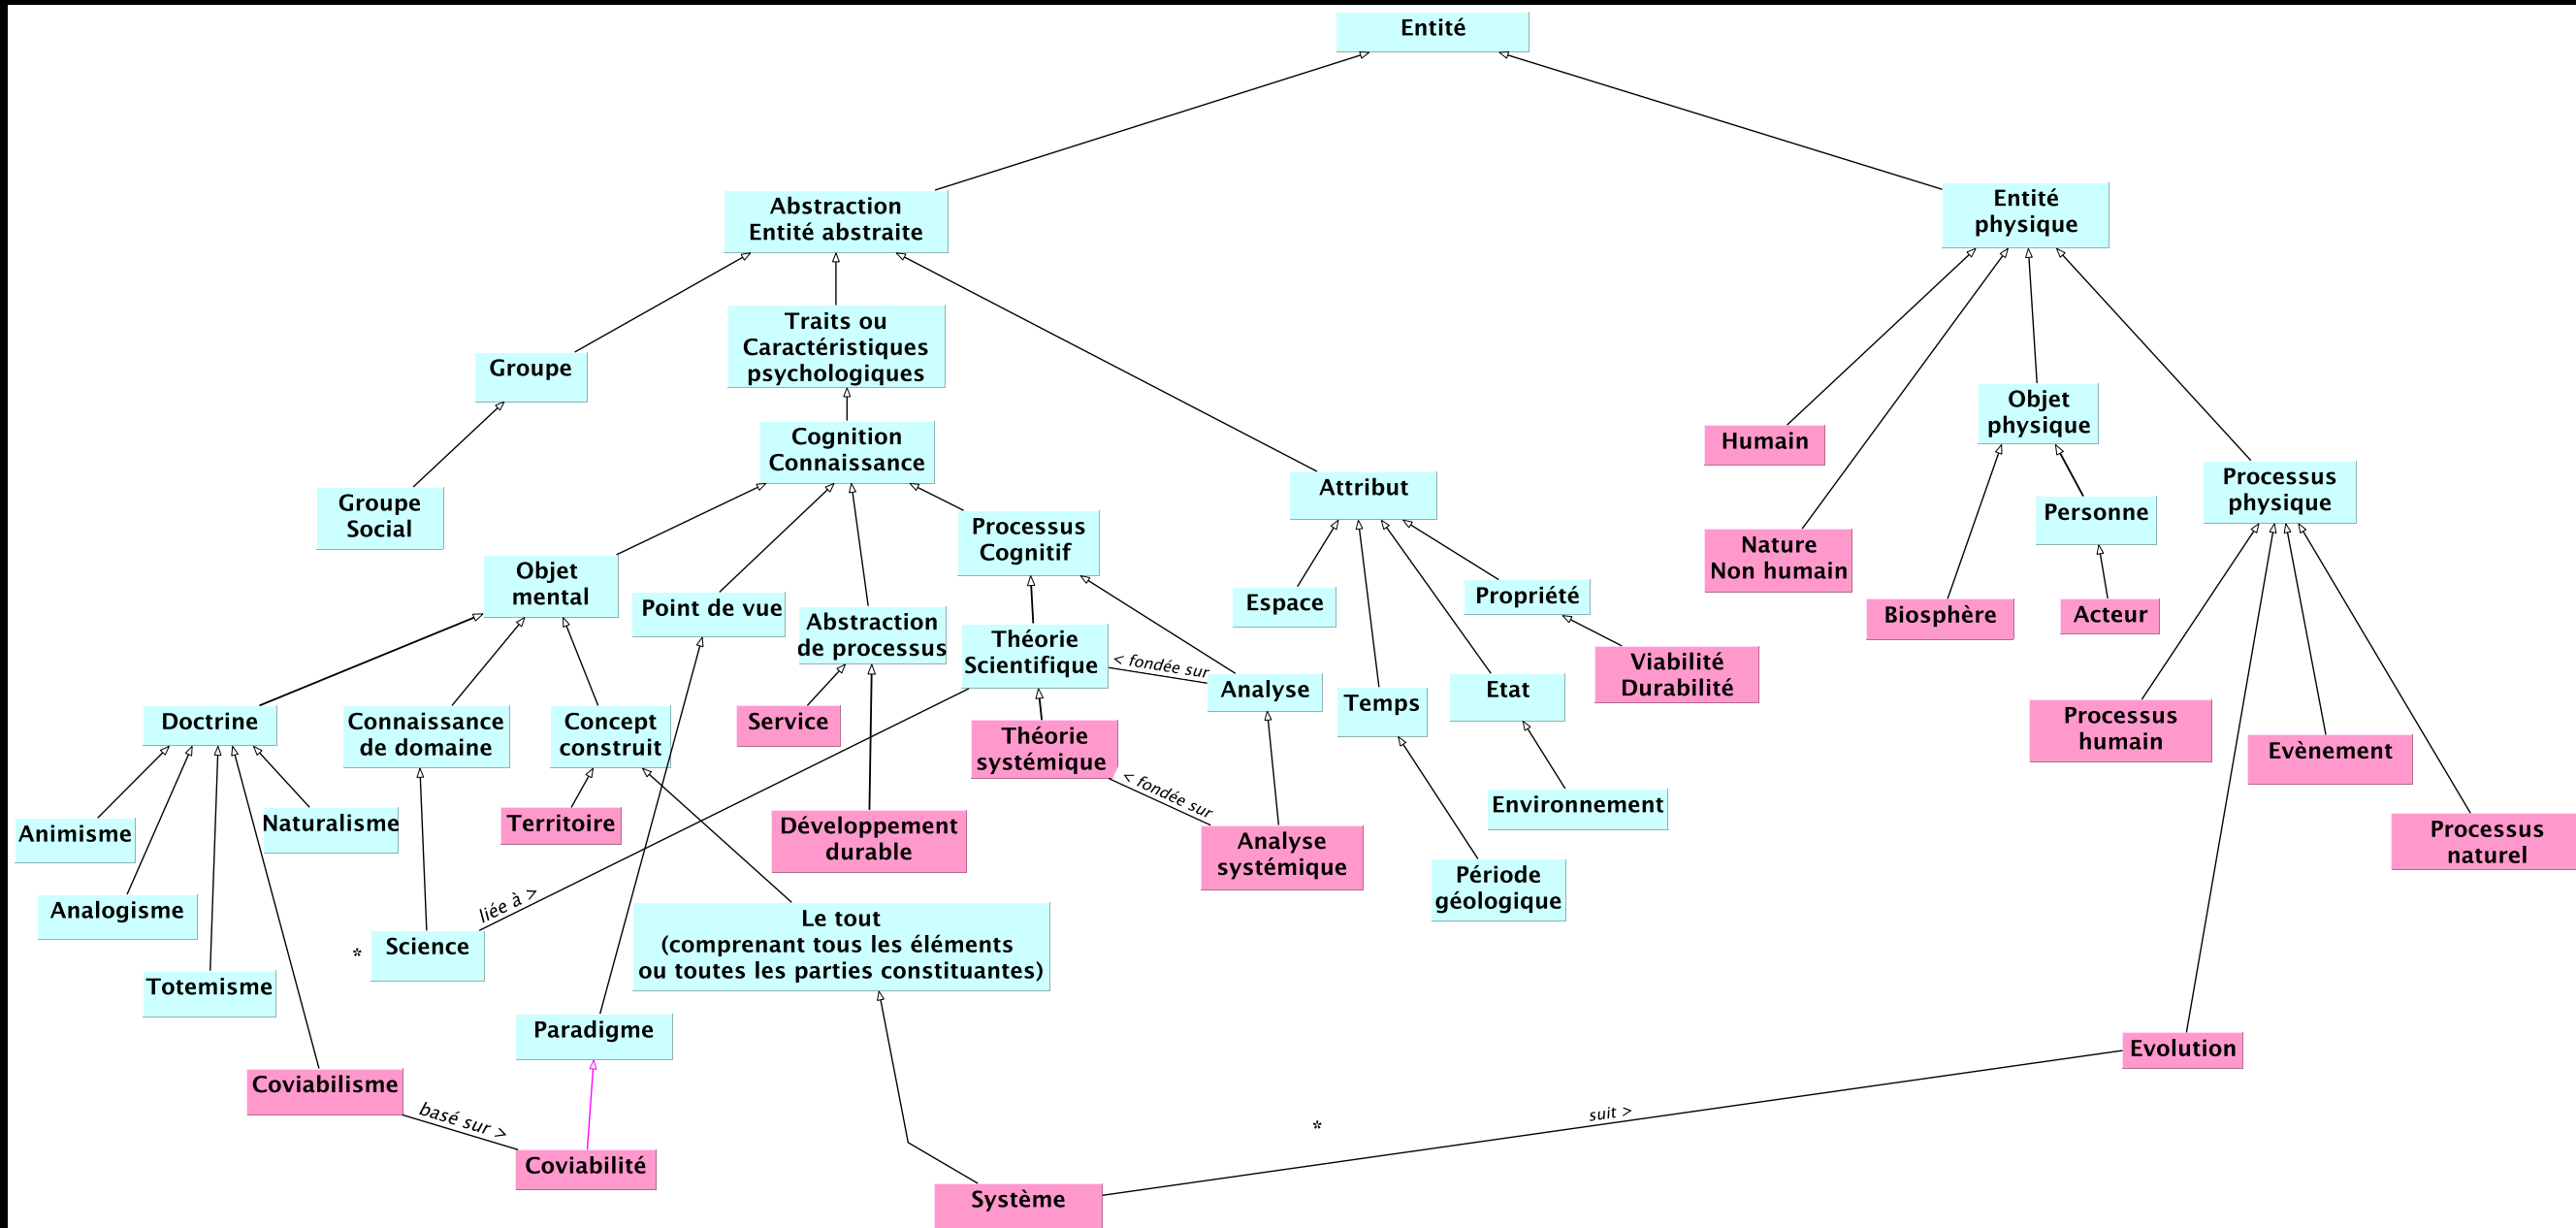 Entité
Abstraction
Entité abstraite
Entité
physique
Traits ou
Caractéristiques
psychologiques
Groupe
Objet
physique
Humain
Cognition
Connaissance
Attribut
Processus
physique
Groupe
Social
Personne
Processus
Cognitif
Nature
Non humain
Objet
mental
Point de vue
Abstraction
de processus
Espace
Propriété
Biosphère
Acteur
Théorie
Scientifique
< fondée sur
Analyse
Viabilité
Durabilité
Temps
Etat
Doctrine
Connaissance
de domaine
Concept
construit
Service
Théorie
systémique
Processus
humain
Evènement
< fondée sur
Environnement
Animisme
Naturalisme
Territoire
Développement
durable
Analyse
systémique
Processus
naturel
Période
géologique
Analogisme
liée à >
*
Science
Le tout
(comprenant tous les éléments
ou toutes les parties constituantes)
Totemisme
Paradigme
Evolution
Coviabilisme
basé sur >
*
suit >
Coviabilité
Système